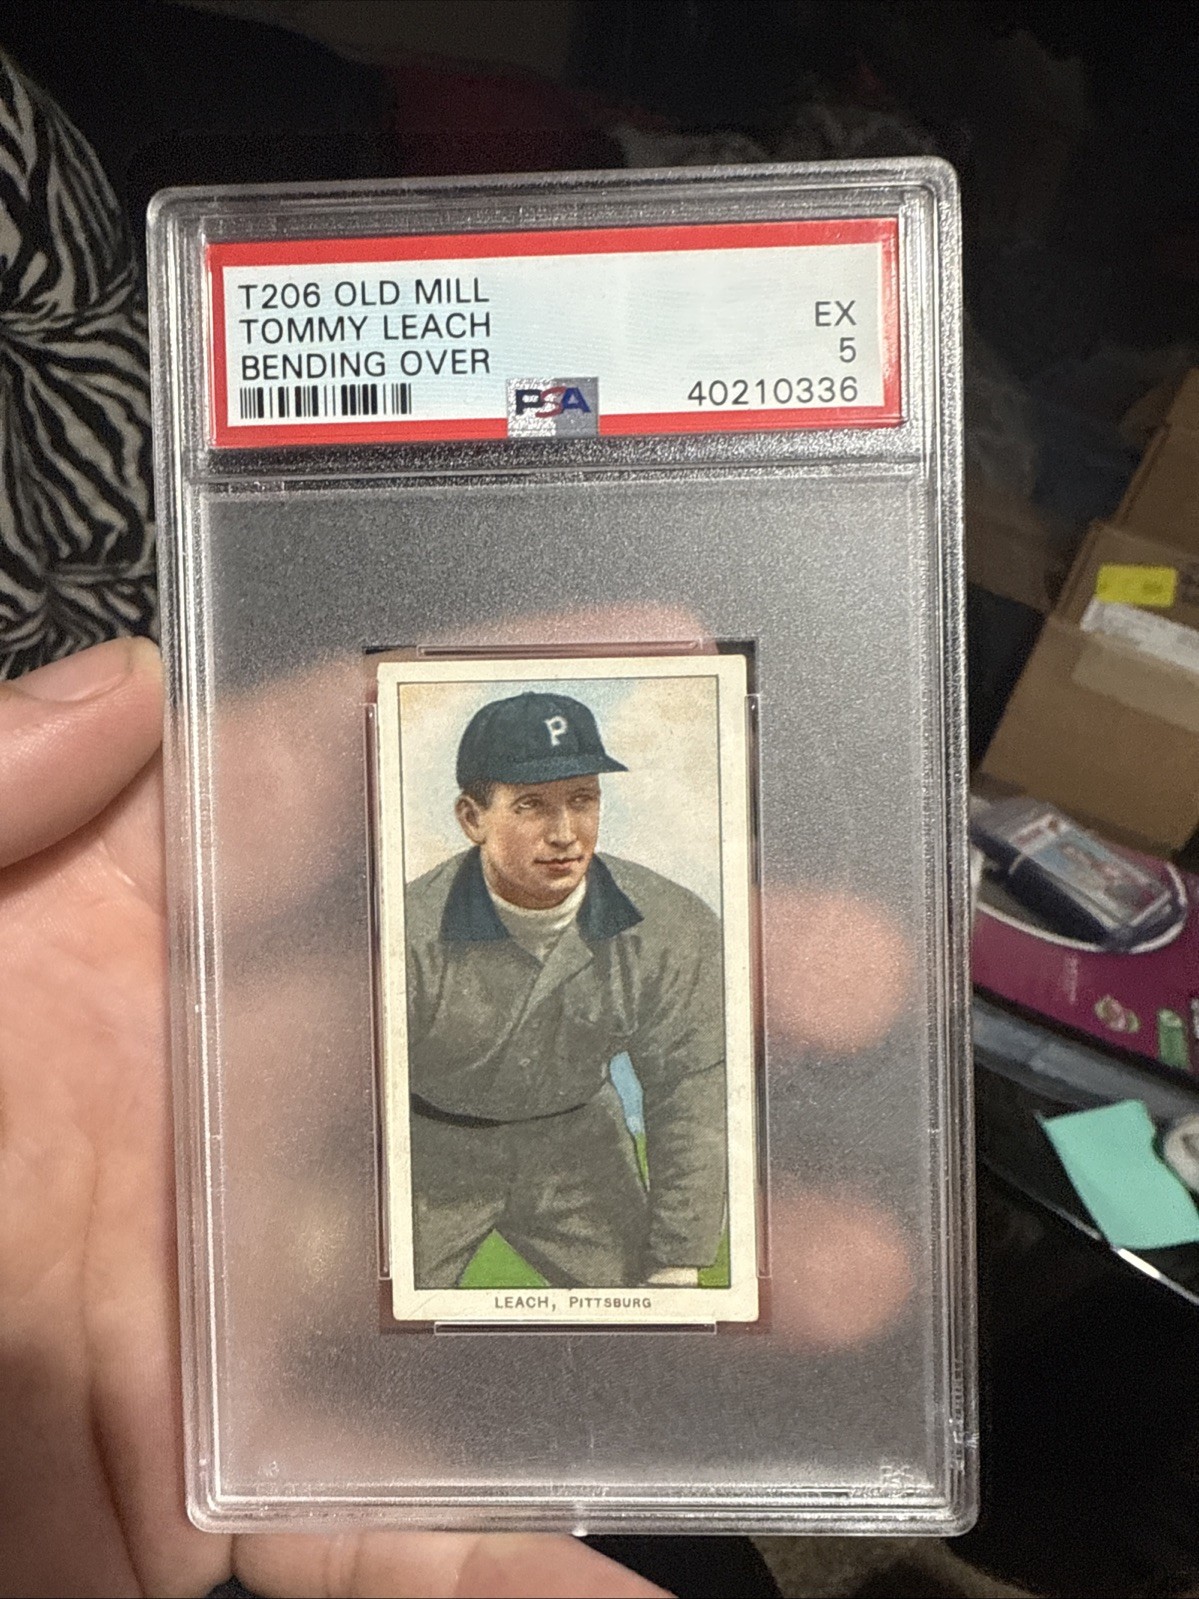 T206 OLD MILL
TOMMY LEACH
BENDING OVER
EX
5
40210336
PSA
P
LEACH, PITTSBURG